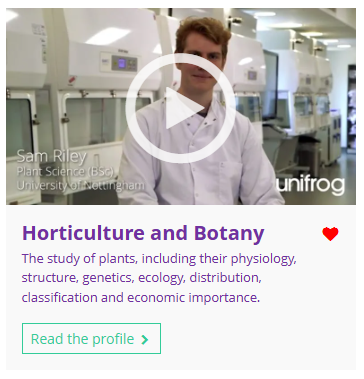 Sam Riley
Plant Science (BSc)
University of Nottingham
unifrog
Horticulture and Botany
The study of plants, including their physiology,
structure, genetics, ecology, distribution,
classification and economic importance.
Read the profile